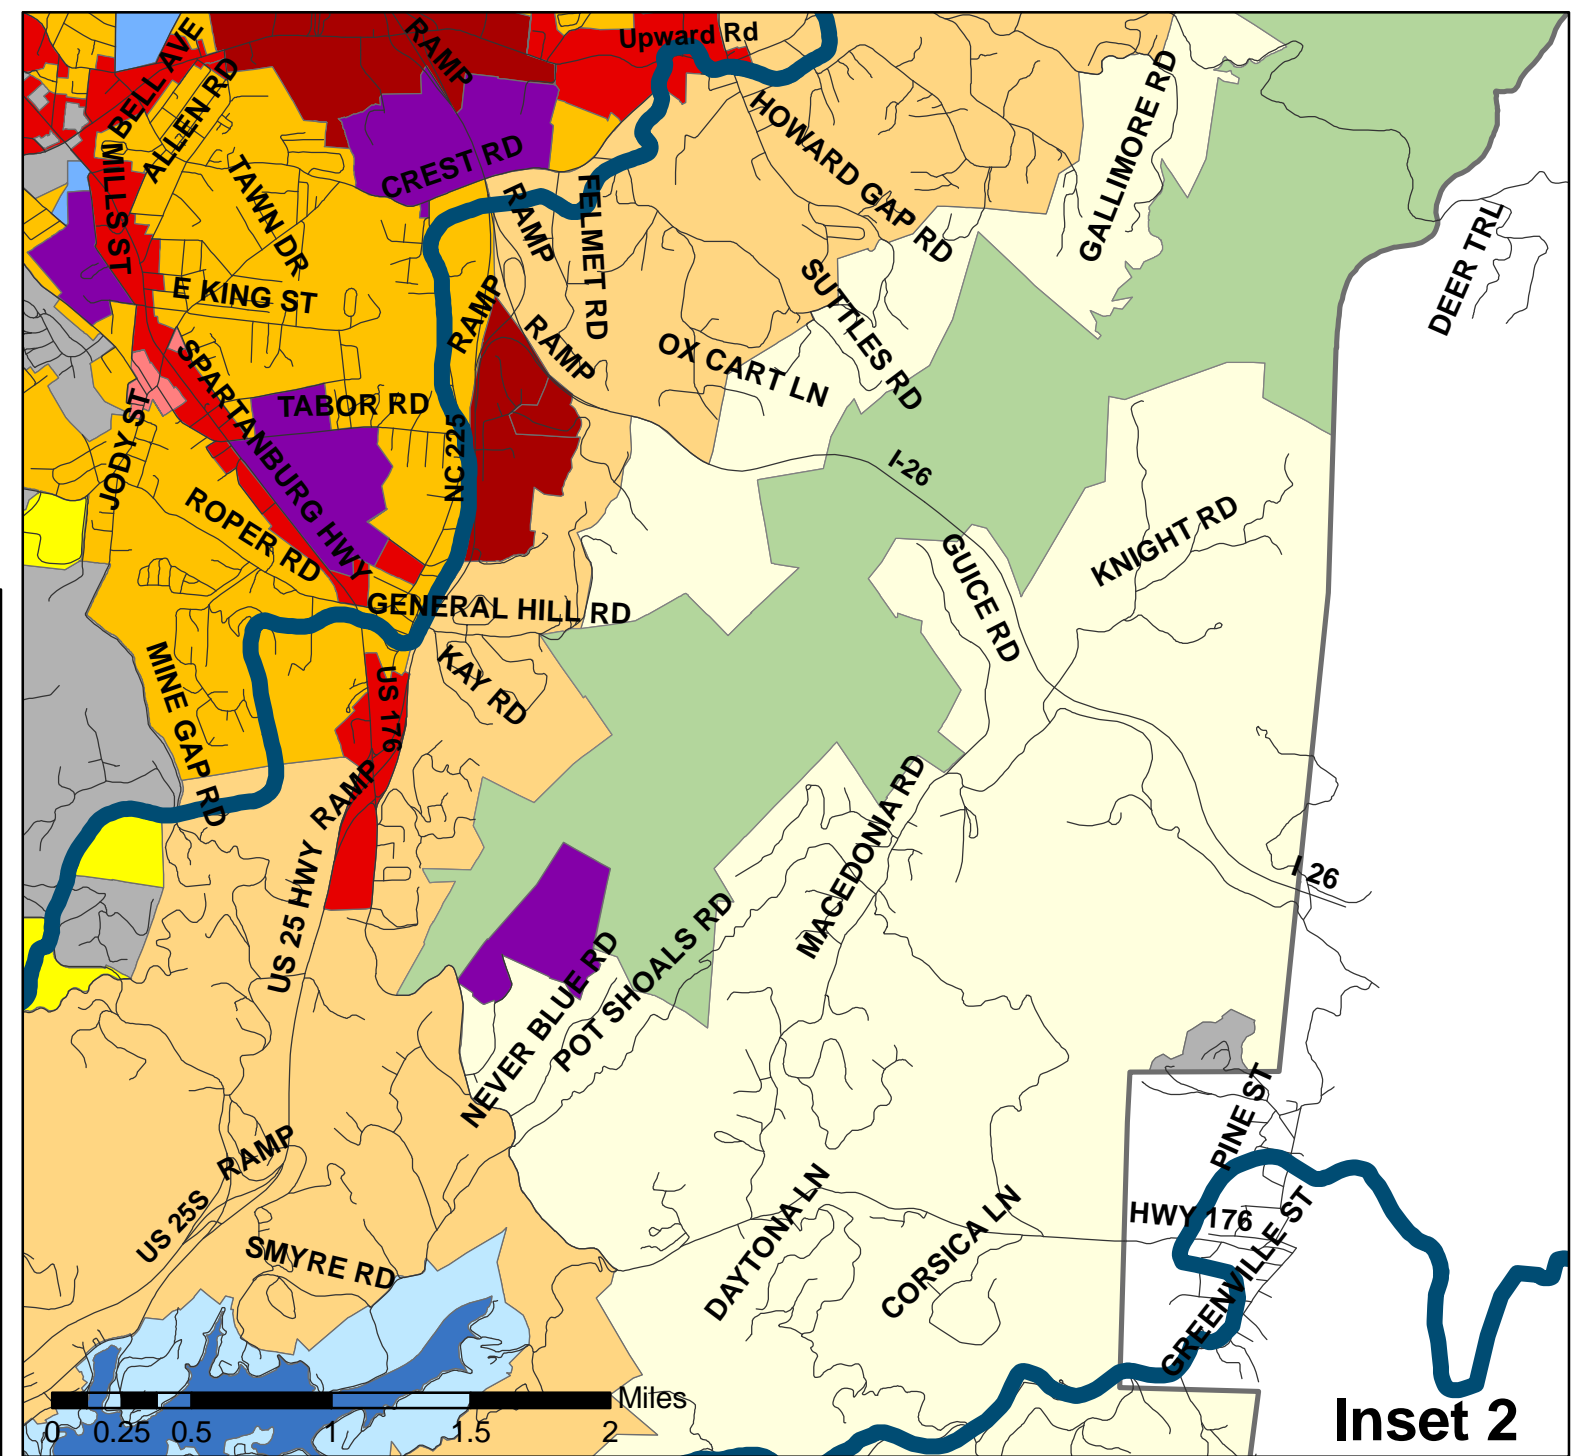 Upward Rd
RAMP
BELL AVE
ALLEN RD
HOWARD GAP RD
GALLIMORE RD
CREST RD
MILLS ST
TAWN DR
RAMP
FELMET RD
DEER TRL
E KING ST
RAMP
RAMP
SUTTLES RD
OX CART LN
SPARTANBURG HWY
TABOR RD
JODY ST
NC 225
I-26
ROPER RD
GUICE RD
KNIGHT RD
GENERAL HILL RD
MINE GAP RD
KAY RD
US 176
RAMP
US 25 HWY
MACEDONIA RD
I 26
POT SHOALS RD
NEVER BLUE RD
PINE ST
RAMP
US 25S
SMYRE RD
DAYTONA LN
CORSICA LN
HWY 176
GREENVILLE ST
Miles
0 0.25 0.5 1 1.5 2
Inset 2